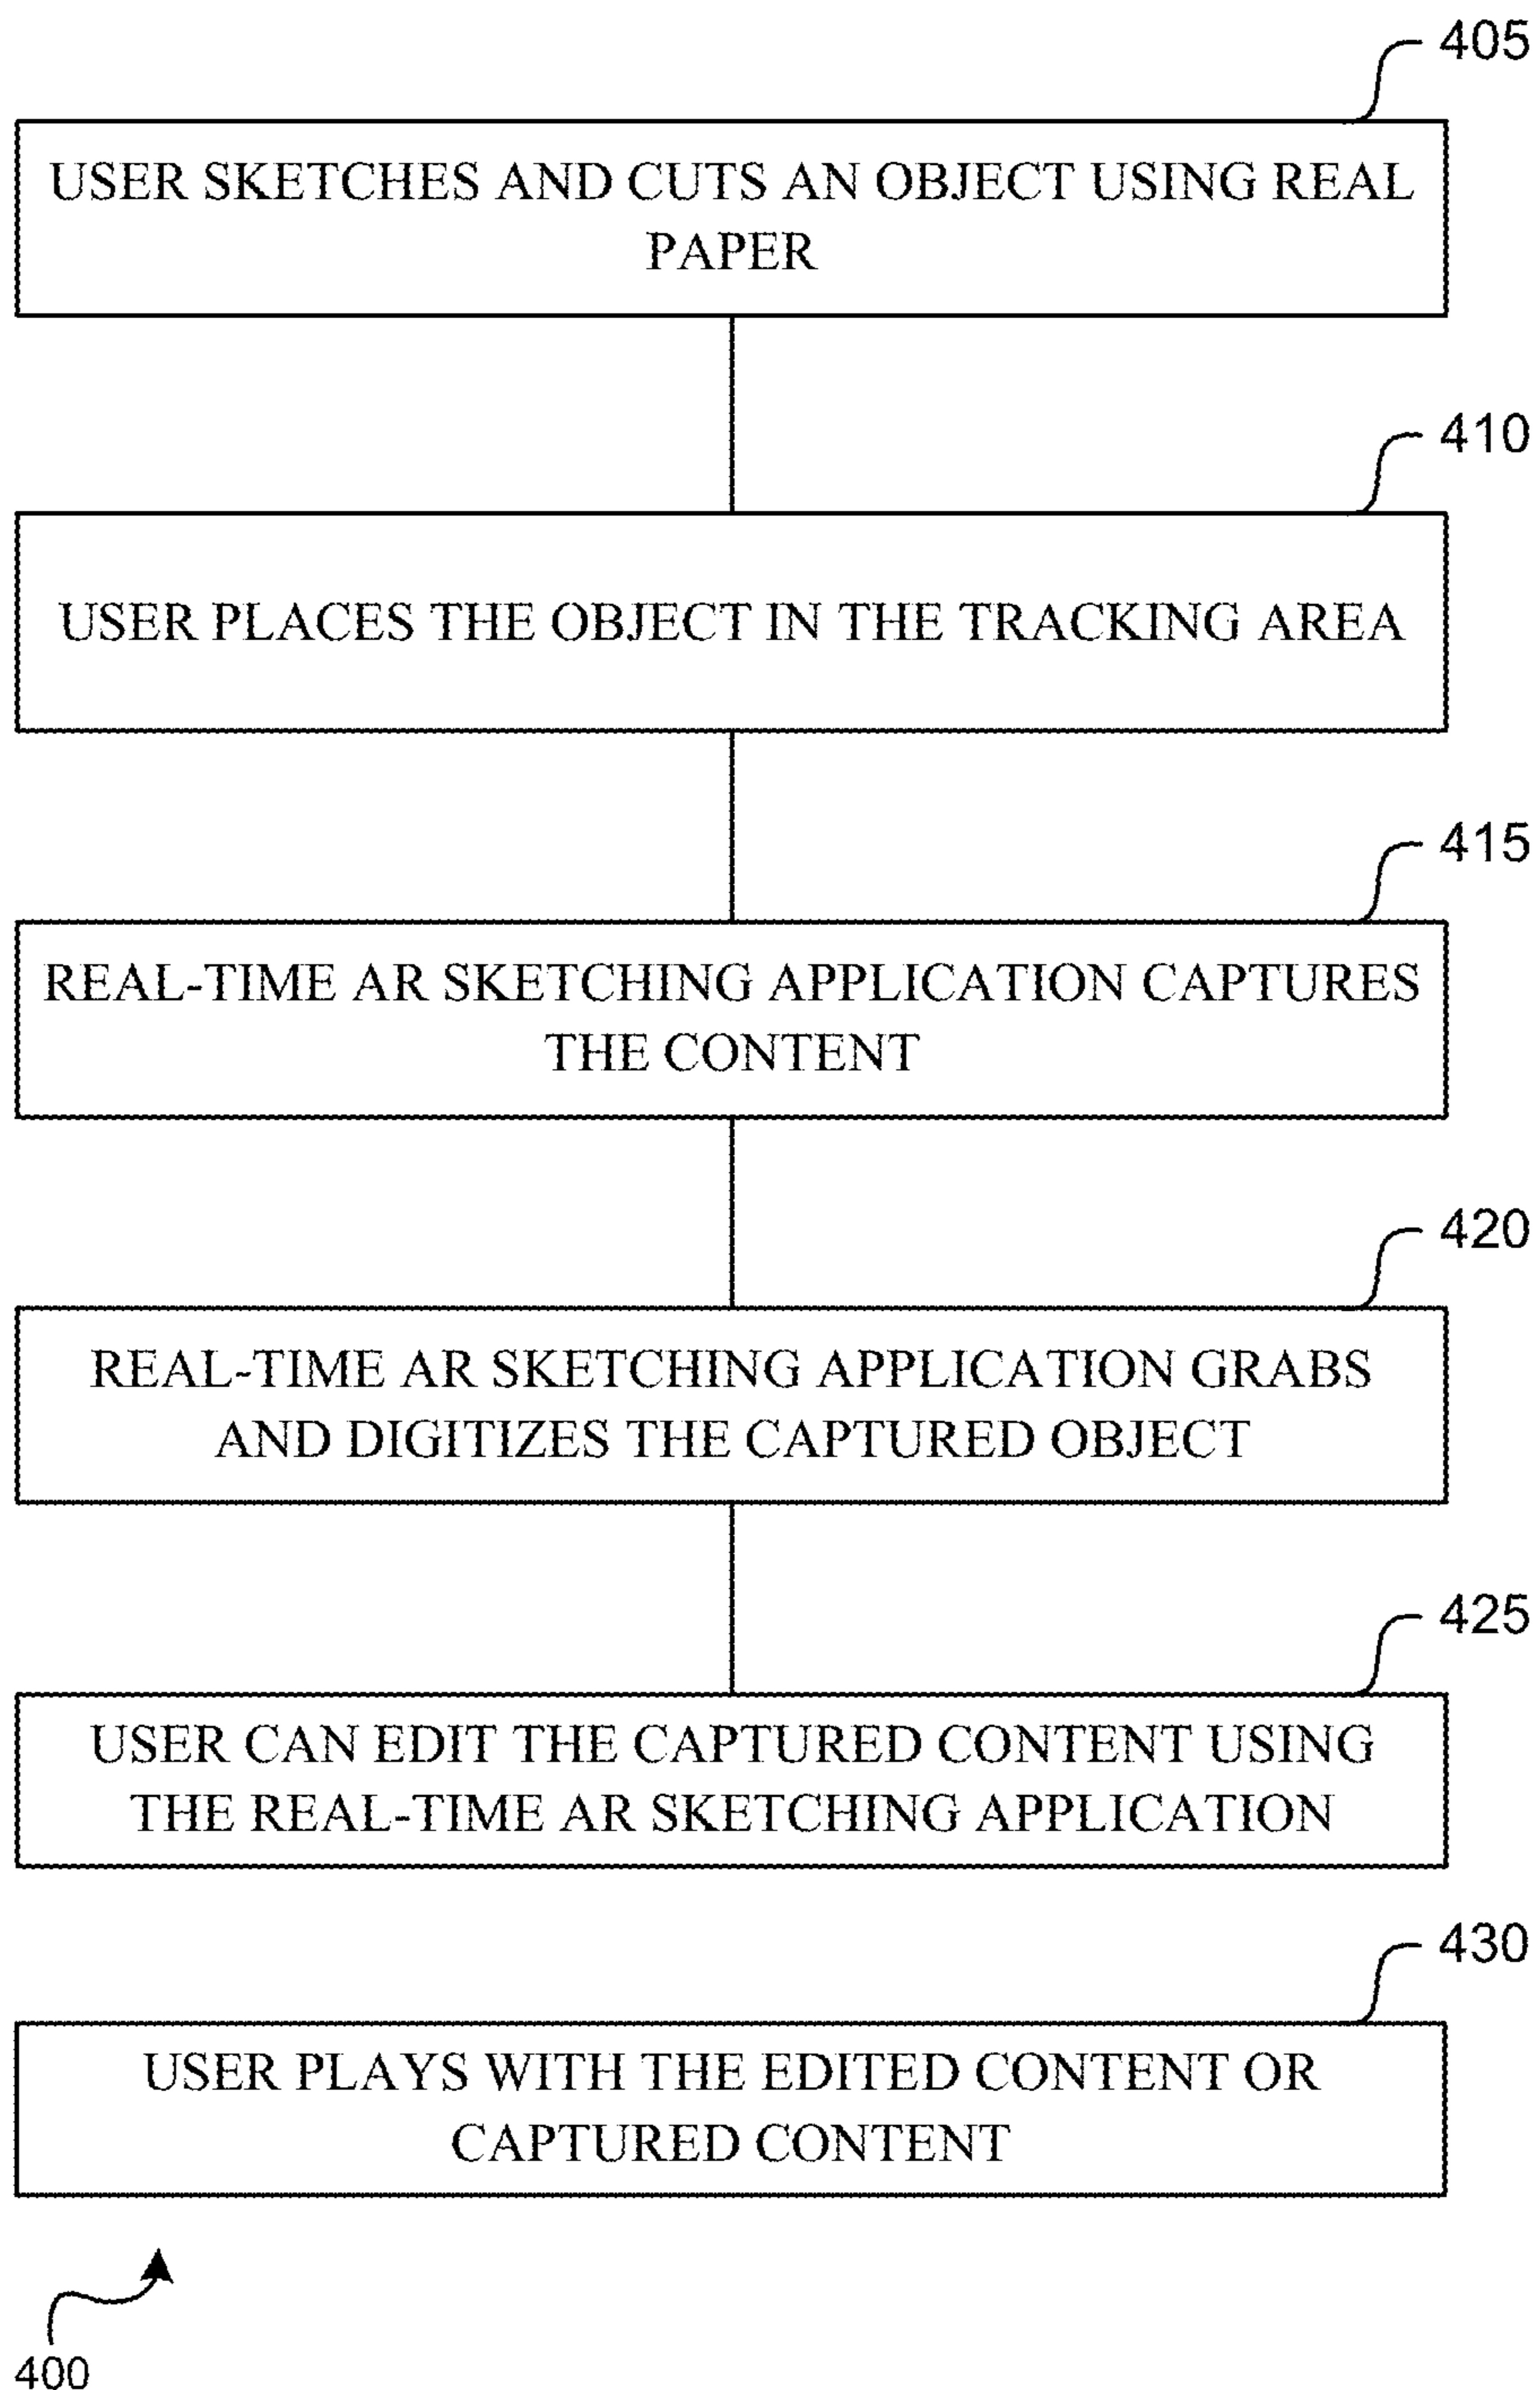 405
USER SKETCHES AND CUTS AN OBJECT USING REAL
PAPER
410
USER PLACES THE OBJECT IN THE TRACKING AREA
415
REAL-TIME AR SKETCHING APPLICATION CAPTURES
THE CONTENT
420
REAL-TIME AR SKETCHING APPLICATION GRABS
AND DIGITIZES THE CAPTURED OBJECT
425
USER CAN EDIT THE CAPTURED CONTENT USING
THE REAL-TIME AR SKETCHING APPLICATION
430
USER PLAYS WITH THE EDITED CONTENT OR
CAPTURED CONTENT
400